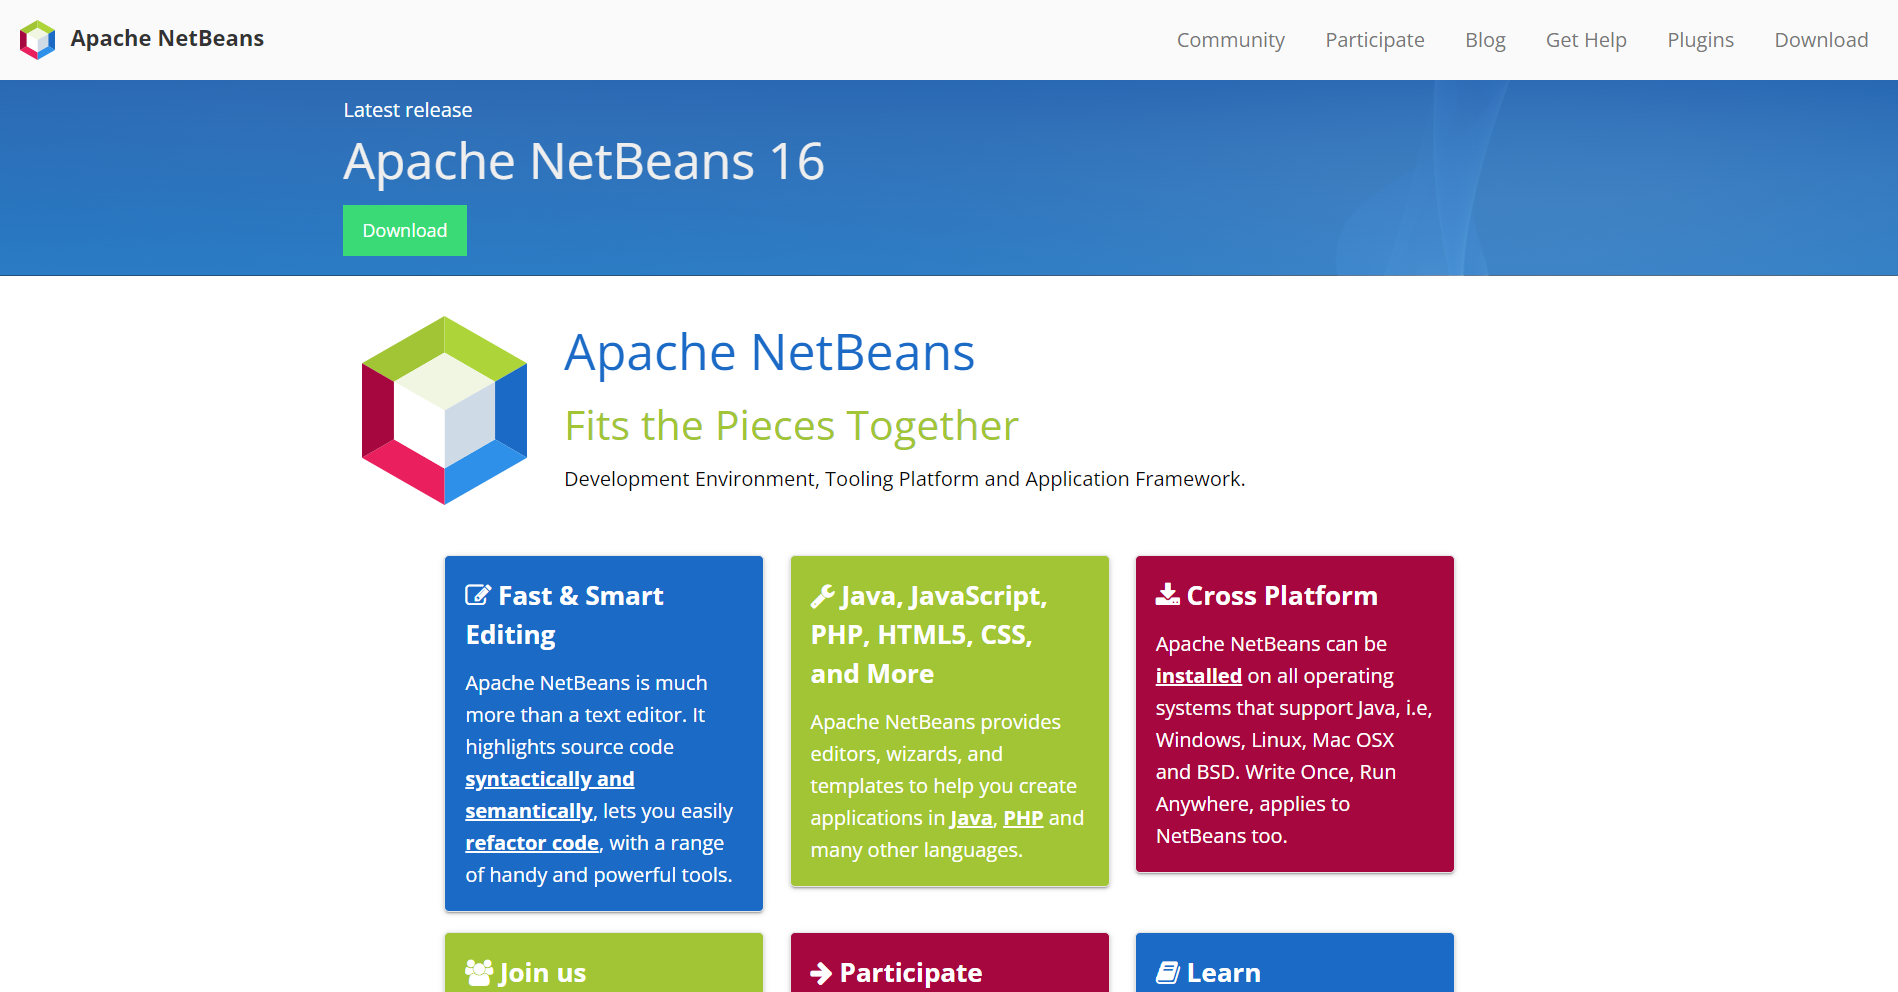 Apache NetBeans
Community
Participate
Blog
Get Help
Plugins
Download
Latest release
Apache NetBeans 16
Download
Apache NetBeans
Fits the Pieces Together
Development Environment, Tooling Platform and Application Framework.
Fast & Smart
Editing
Apache NetBeans is much
more than a text editor. It
highlights source code
syntactically and
semantically, lets you easily
refactor code, with a range
of handy and powerful tools.
Java, JavaScript,
PHP, HTML5, CSS,
and More
Apache NetBeans provides
editors, wizards, and
templates to help you create
applications in Java, PHP and
many other languages.
Cross Platform
Apache NetBeans can be
installed on all operating
systems that support Java, i.e,
Windows, Linux, Mac OSX
and BSD. Write Once, Run
Anywhere, applies to
NetBeans too.
Join us
Participate
Learn